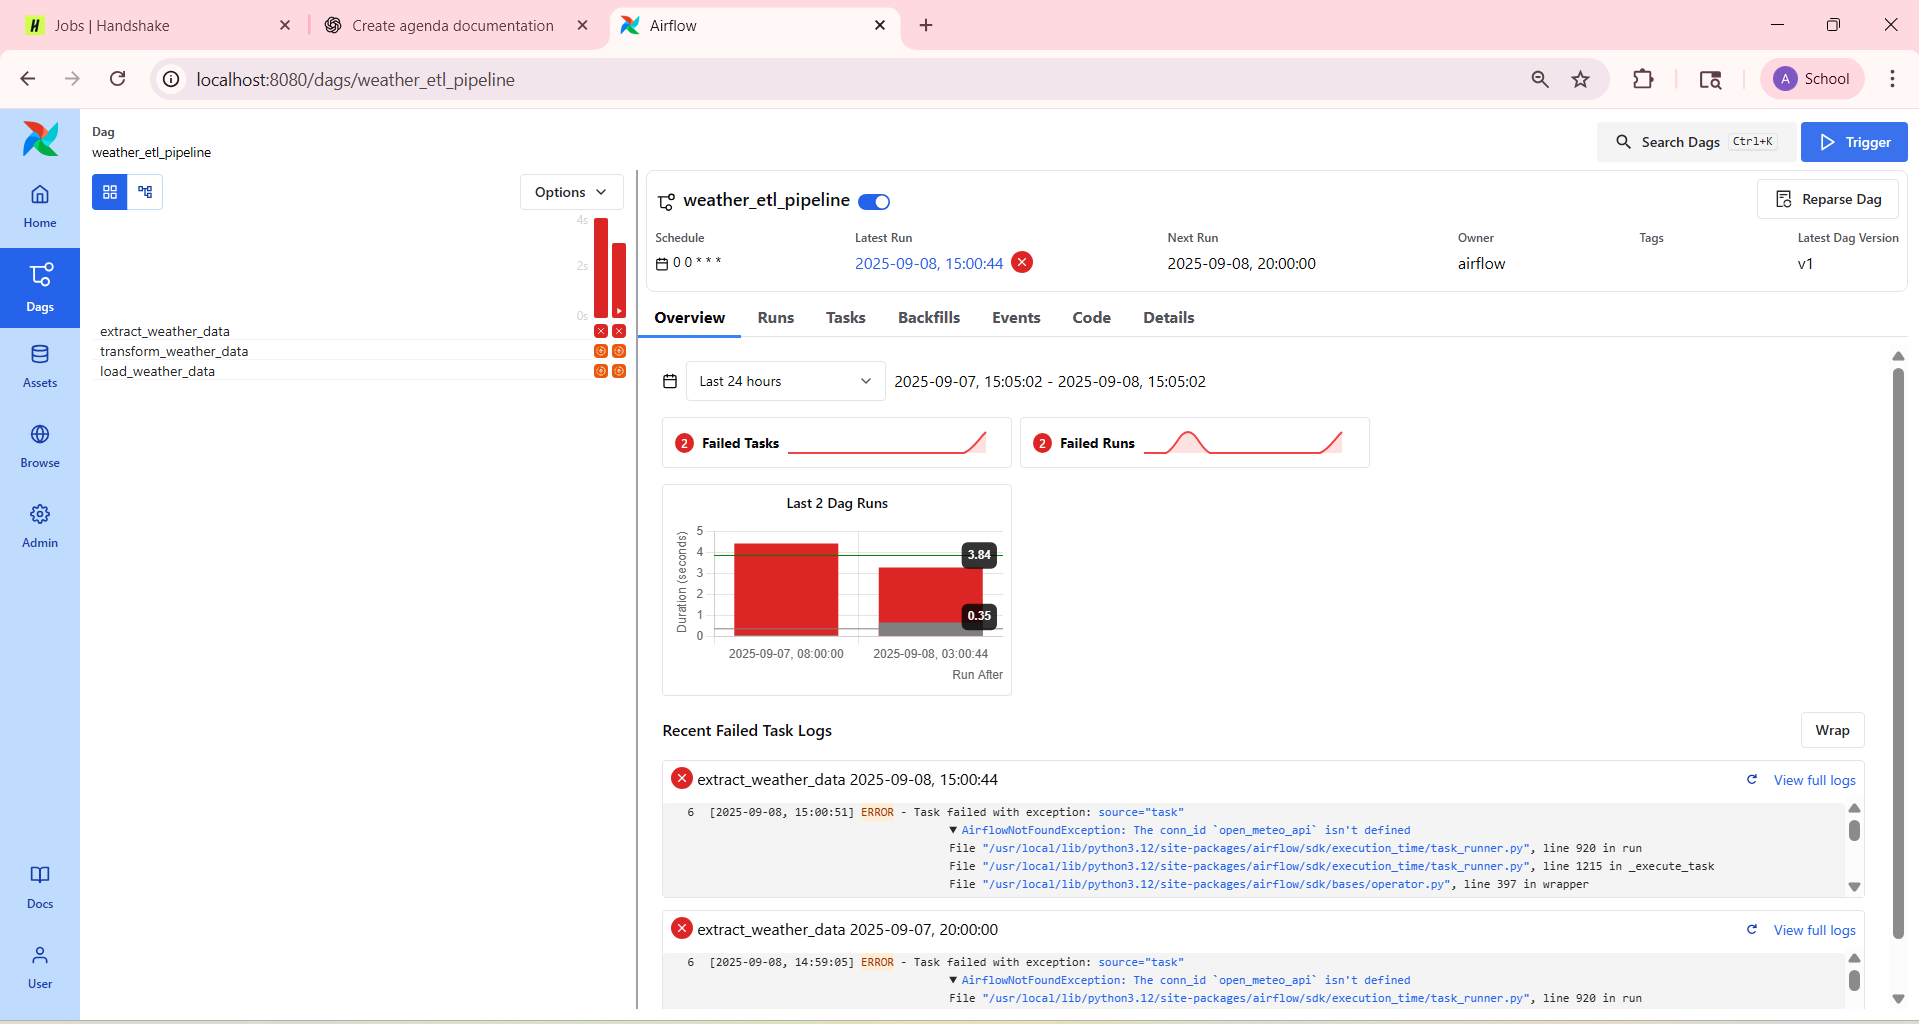 Jobs | Handshake
Create agenda documentation
Airflow
localhost:8080/dags/weather_etl_pipeline
A School
Dag
weather_etl_pipeline
Search Dags Ctrl+K
Trigger
Home
Dags
Assets
Browse
Admin
Docs
User
Options
4s
2s
0s
extract_weather_data
transform_weather_data
load_weather_data
weather_etl_pipeline
Reparse Dag
Schedule Latest Run Next Run Owner Tags Latest Dag Version
0 0 * * * 2025-09-08, 15:00:44 2025-09-08, 20:00:00 airflow v1
Overview Runs Tasks Backfills Events Code Details
Last 24 hours 2025-09-07, 15:05:02 - 2025-09-08, 15:05:02
2 Failed Tasks
2 Failed Runs
Last 2 Dag Runs
Duration (seconds)
5
4
3
2
1
0
3.84
0.35
2025-09-07, 08:00:00 2025-09-08, 03:00:44
Run After
Recent Failed Task Logs
Wrap
extract_weather_data 2025-09-08, 15:00:44 View full logs
6 [2025-09-08, 15:00:51] ERROR - Task failed with exception: source="task"
▼ AirflowNotFoundException: The conn_id `open_meteo_api` isn't defined
File "/usr/local/lib/python3.12/site-packages/airflow/sdk/execution_time/task_runner.py", line 920 in run
File "/usr/local/lib/python3.12/site-packages/airflow/sdk/execution_time/task_runner.py", line 1215 in _execute_task
File "/usr/local/lib/python3.12/site-packages/airflow/sdk/bases/operator.py", line 397 in wrapper
extract_weather_data 2025-09-07, 20:00:00 View full logs
6 [2025-09-08, 14:59:05] ERROR - Task failed with exception: source="task"
▼ AirflowNotFoundException: The conn_id `open_meteo_api` isn't defined
File "/usr/local/lib/python3.12/site-packages/airflow/sdk/execution_time/task_runner.py", line 920 in run